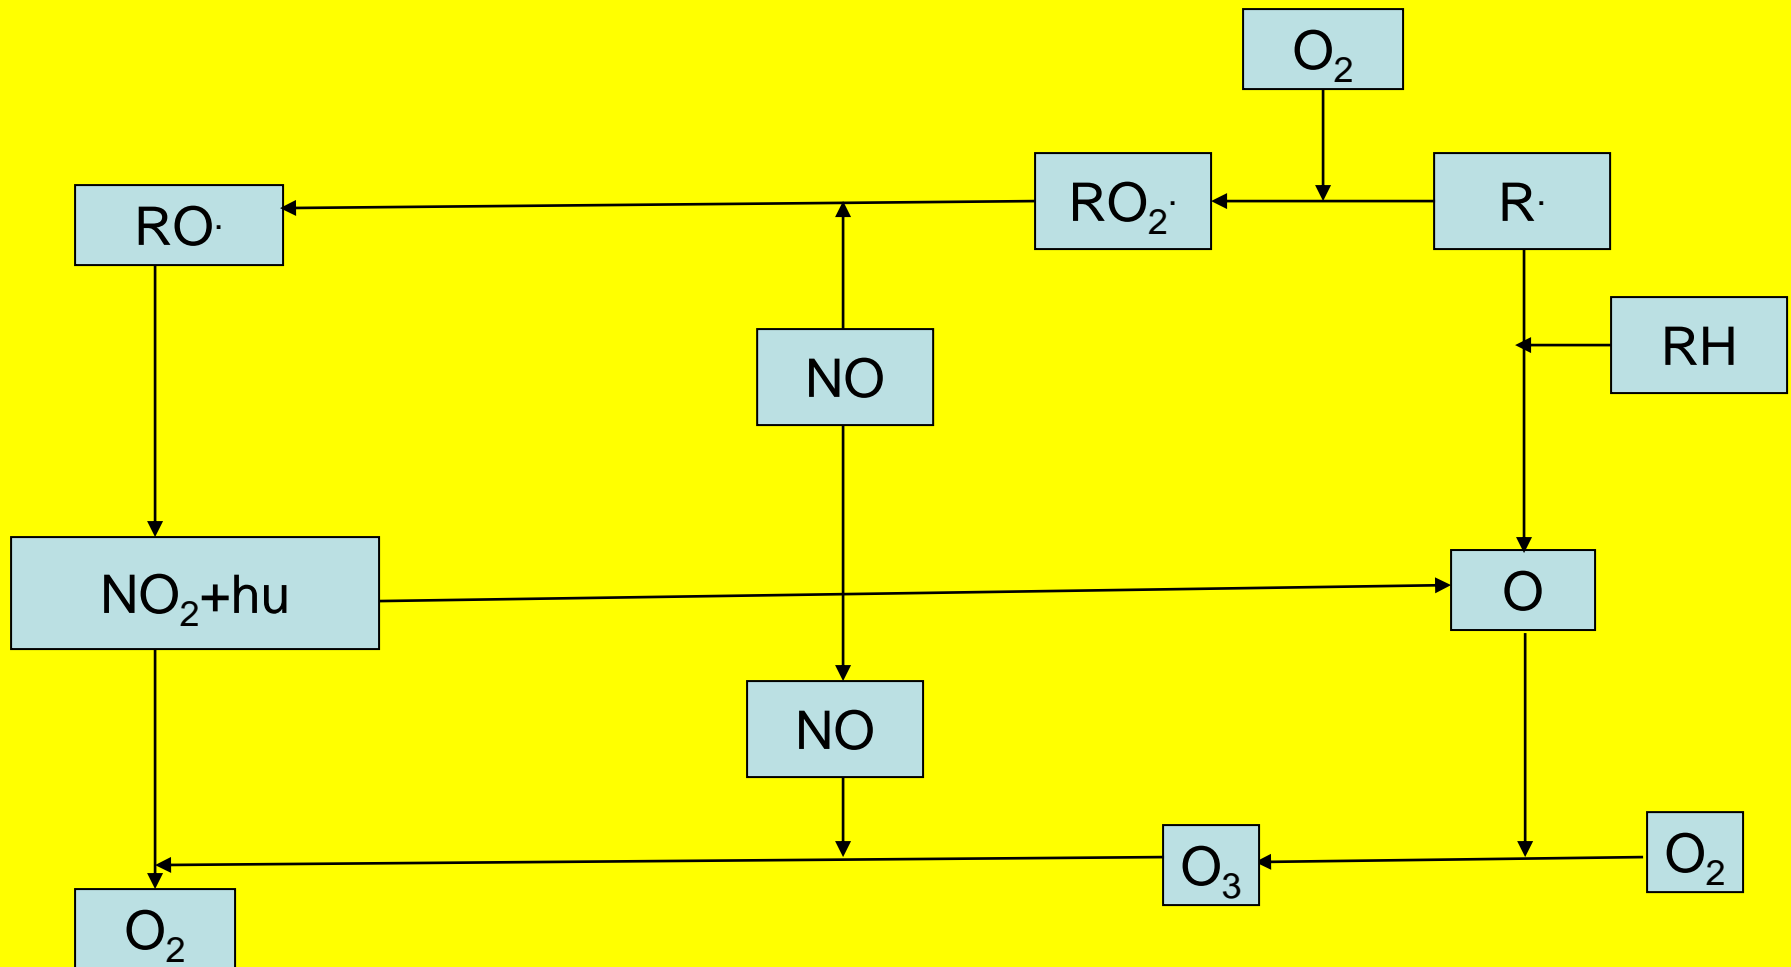 O₂
RO·
RO₂·
R·
RH
NO
NO₂+hu
O
NO
O₃
O₂
O₂